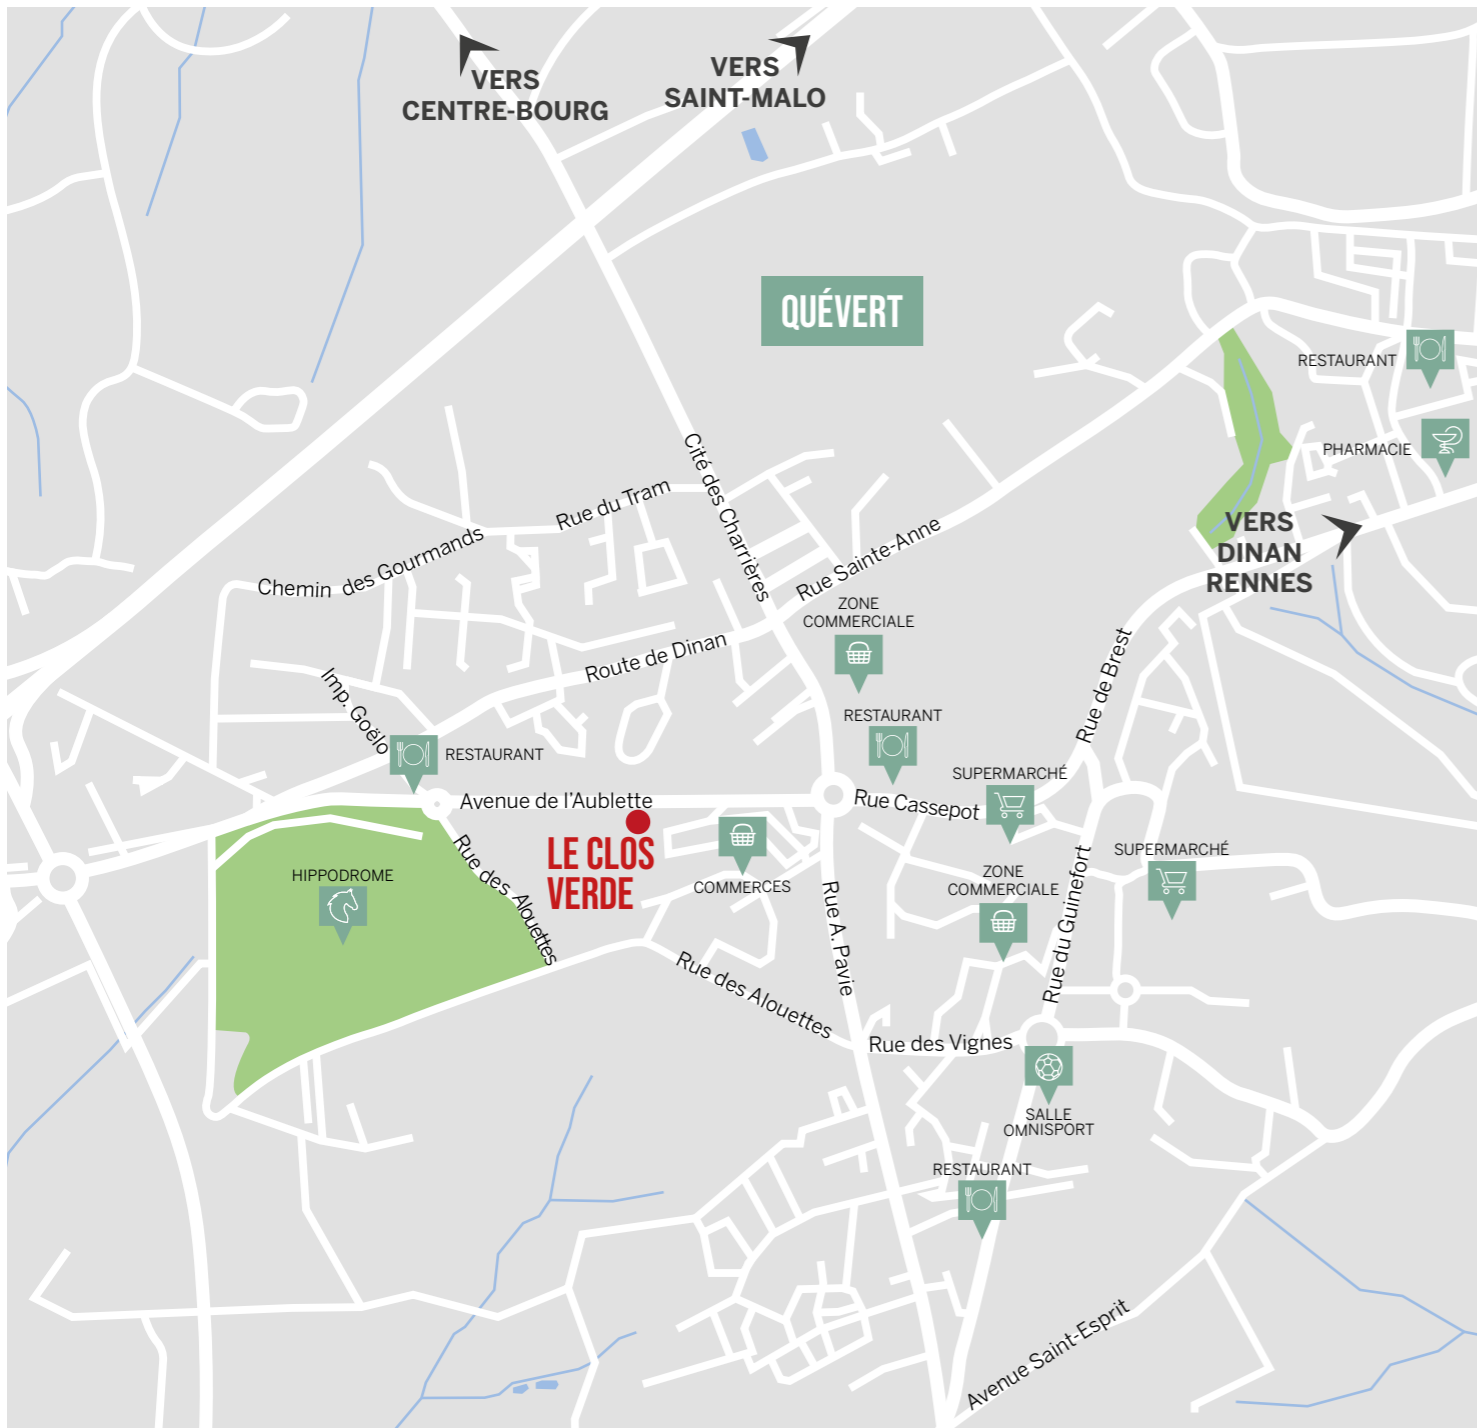 VERS
CENTRE-BOURG
VERS
SAINT-MALO
QUÉVERT
RESTAURANT
PHARMACIE
VERS
DINAN
RENNES
Cité des Charrières
Rue du Tram
Chemin des Gourmands
Rue Sainte-Anne
ZONE
COMMERCIALE
Route de Dinan
Rue de Brest
Imp. Goëlo
RESTAURANT
RESTAURANT
SUPERMARCHÉ
Avenue de l'Aublette
Rue Cassepot
LE CLOS
VERDE
Rue des Alouettes
HIPPODROME
COMMERCES
Rue A. Pavie
ZONE
COMMERCIALE
Rue du Guinefort
SUPERMARCHÉ
Rue des Alouettes
Rue des Vignes
SALLE
OMNISPORT
RESTAURANT
Avenue Saint-Esprit